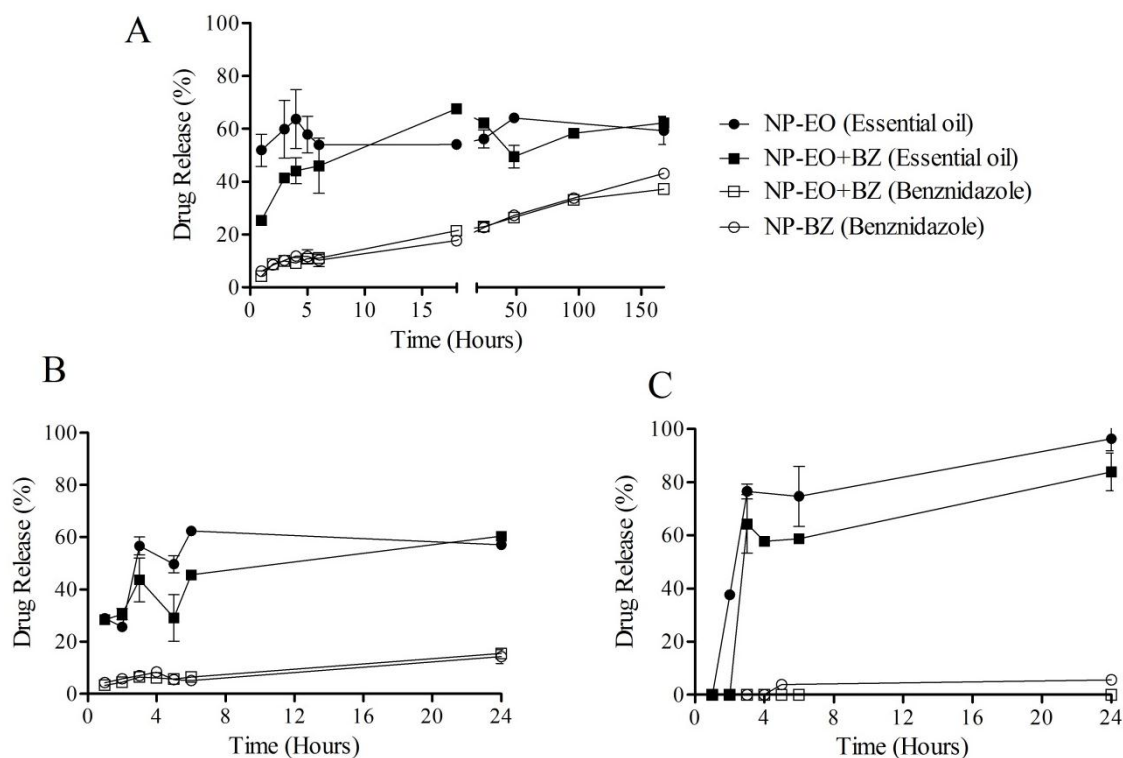 A
Drug Release (%)
100
80
60
40
20
0
0 5 10 15 50 100 150
Time (Hours)
NP-EO (Essential oil)
NP-EO+BZ (Essential oil)
NP-EO+BZ (Benznidazole)
NP-BZ (Benznidazole)
B
Drug Release (%)
100
80
60
40
20
0
0 4 8 12 16 20 24
Time (Hours)
C
Drug Release (%)
100
80
60
40
20
0
0 4 8 12 16 20 24
Time (Hours)